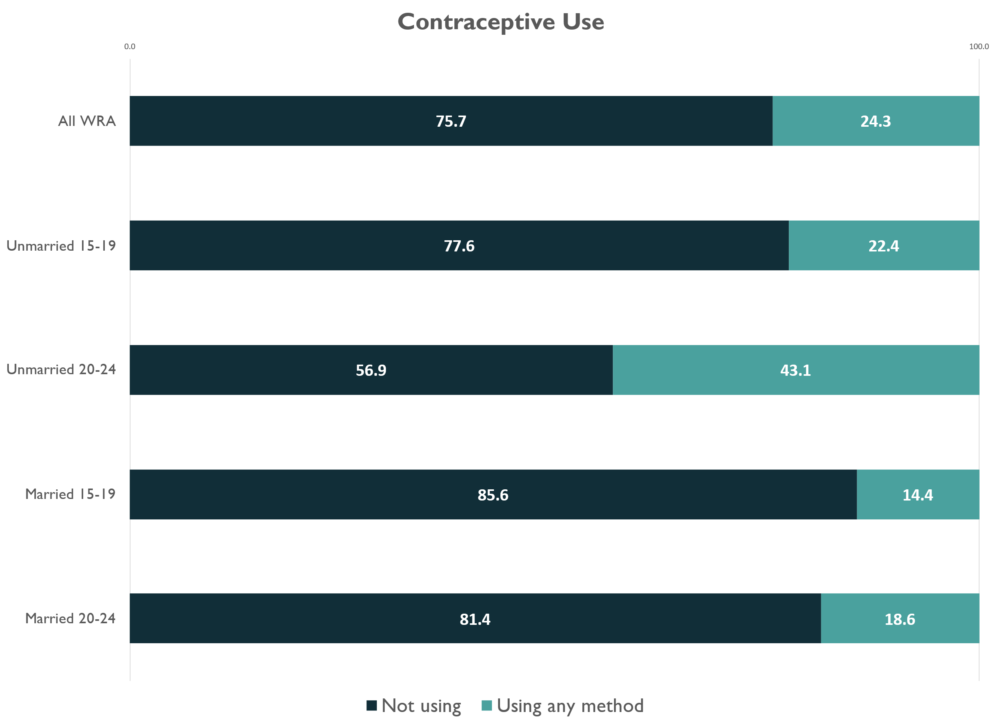 Contraceptive Use
0.0 100.0
All WRA 75.7 24.3
Unmarried 15-19 77.6 22.4
Unmarried 20-24 56.9 43.1
Married 15-19 85.6 14.4
Married 20-24 81.4 18.6
Not using Using any method